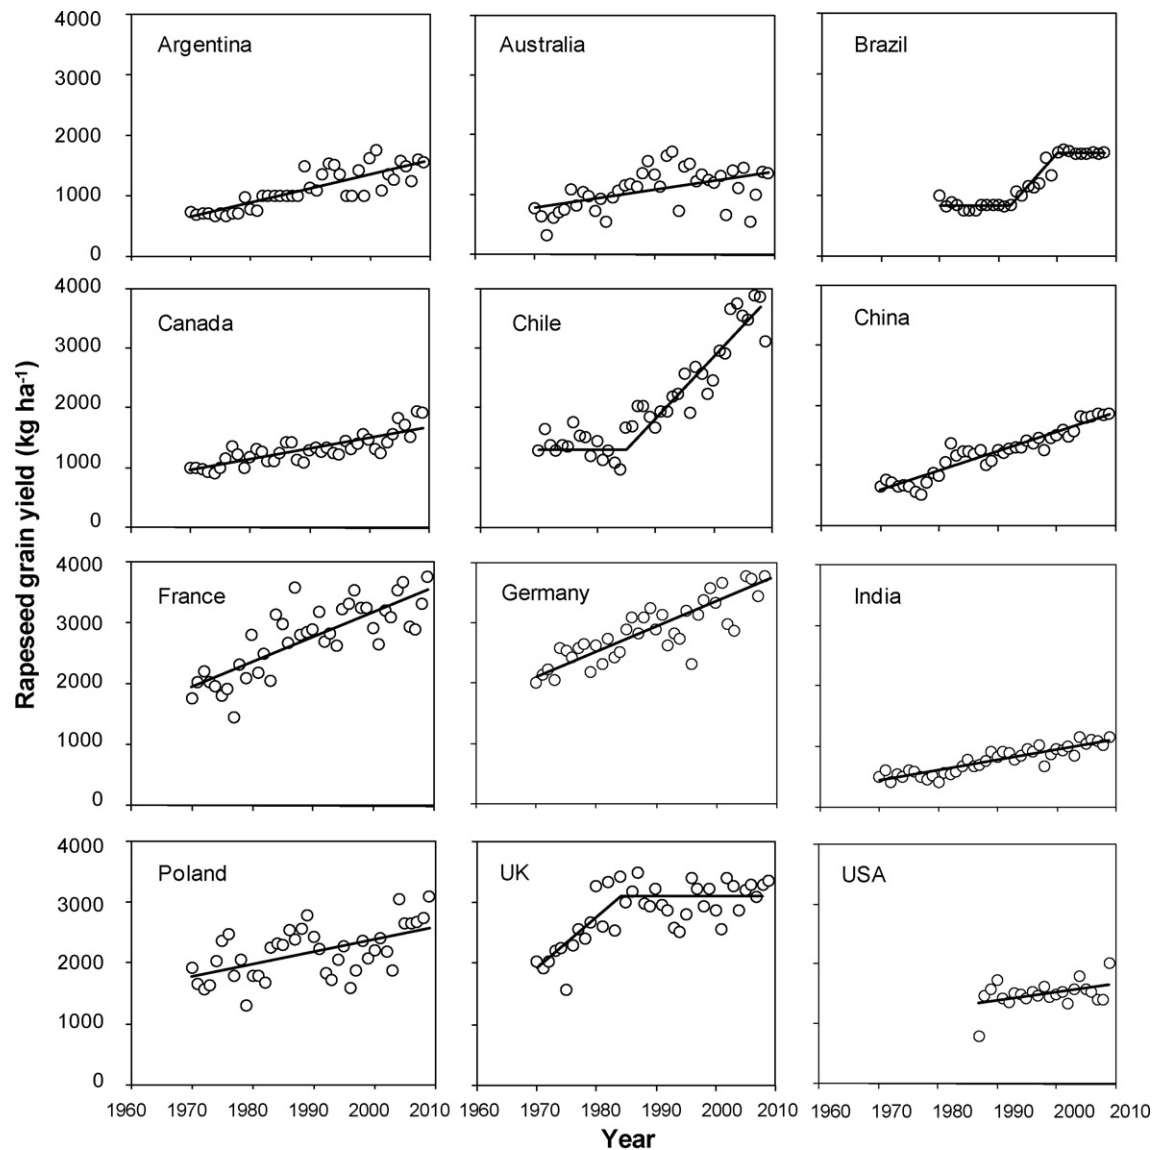 4000
3000
2000
1000
0
Argentina
Australia
Brazil
4000
3000
2000
1000
0
Canada
Chile
China
Rapeseed grain yield (kg ha-1)
4000
3000
2000
1000
0
France
Germany
India
4000
3000
2000
1000
0
Poland
UK
USA
1960 1970 1980 1990 2000 2010
1960 1970 1980 1990 2000
1960 1970 1980 1990 2000 2010
Year